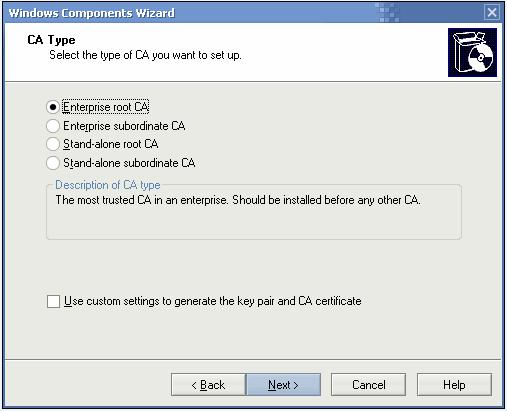 Windows Components Wizard
CA Type
Select the type of CA you want to set up.
Enterprise root CA
Enterprise subordinate CA
Stand-alone root CA
Stand-alone subordinate CA
Description of CA type
The most trusted CA in an enterprise. Should be installed before any other CA.
Use custom settings to generate the key pair and CA certificate
< Back
Next >
Cancel
Help